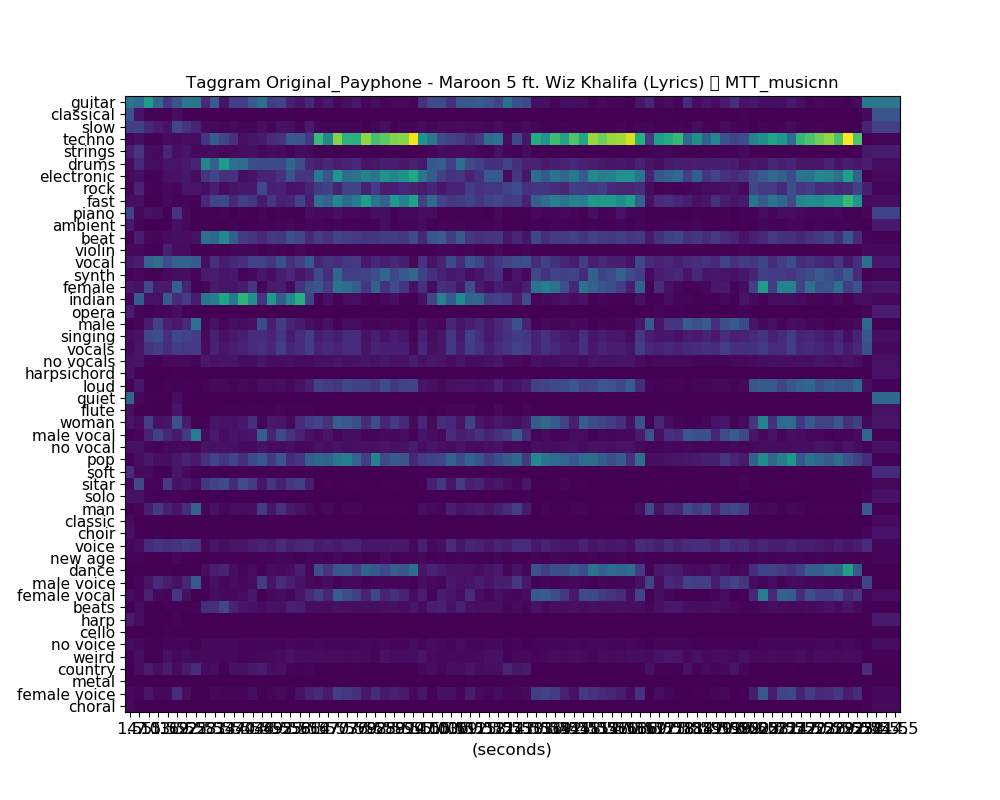 Taggram Original_Payphone - Maroon 5 ft. Wiz Khalifa (Lyrics) MTT_musicnn
guitar
classical
slow
techno
strings
drums
electronic
rock
fast
piano
ambient
beat
violin
vocal
synth
female
indian
opera
male
singing
vocals
no vocals
harpsichord
loud
quiet
flute
woman
male vocal
no vocal
pop
soft
sitar
solo
man
classic
choir
voice
new age
dance
male voice
female vocal
beats
harp
cello
no voice
weird
country
metal
female voice
choral
(seconds)